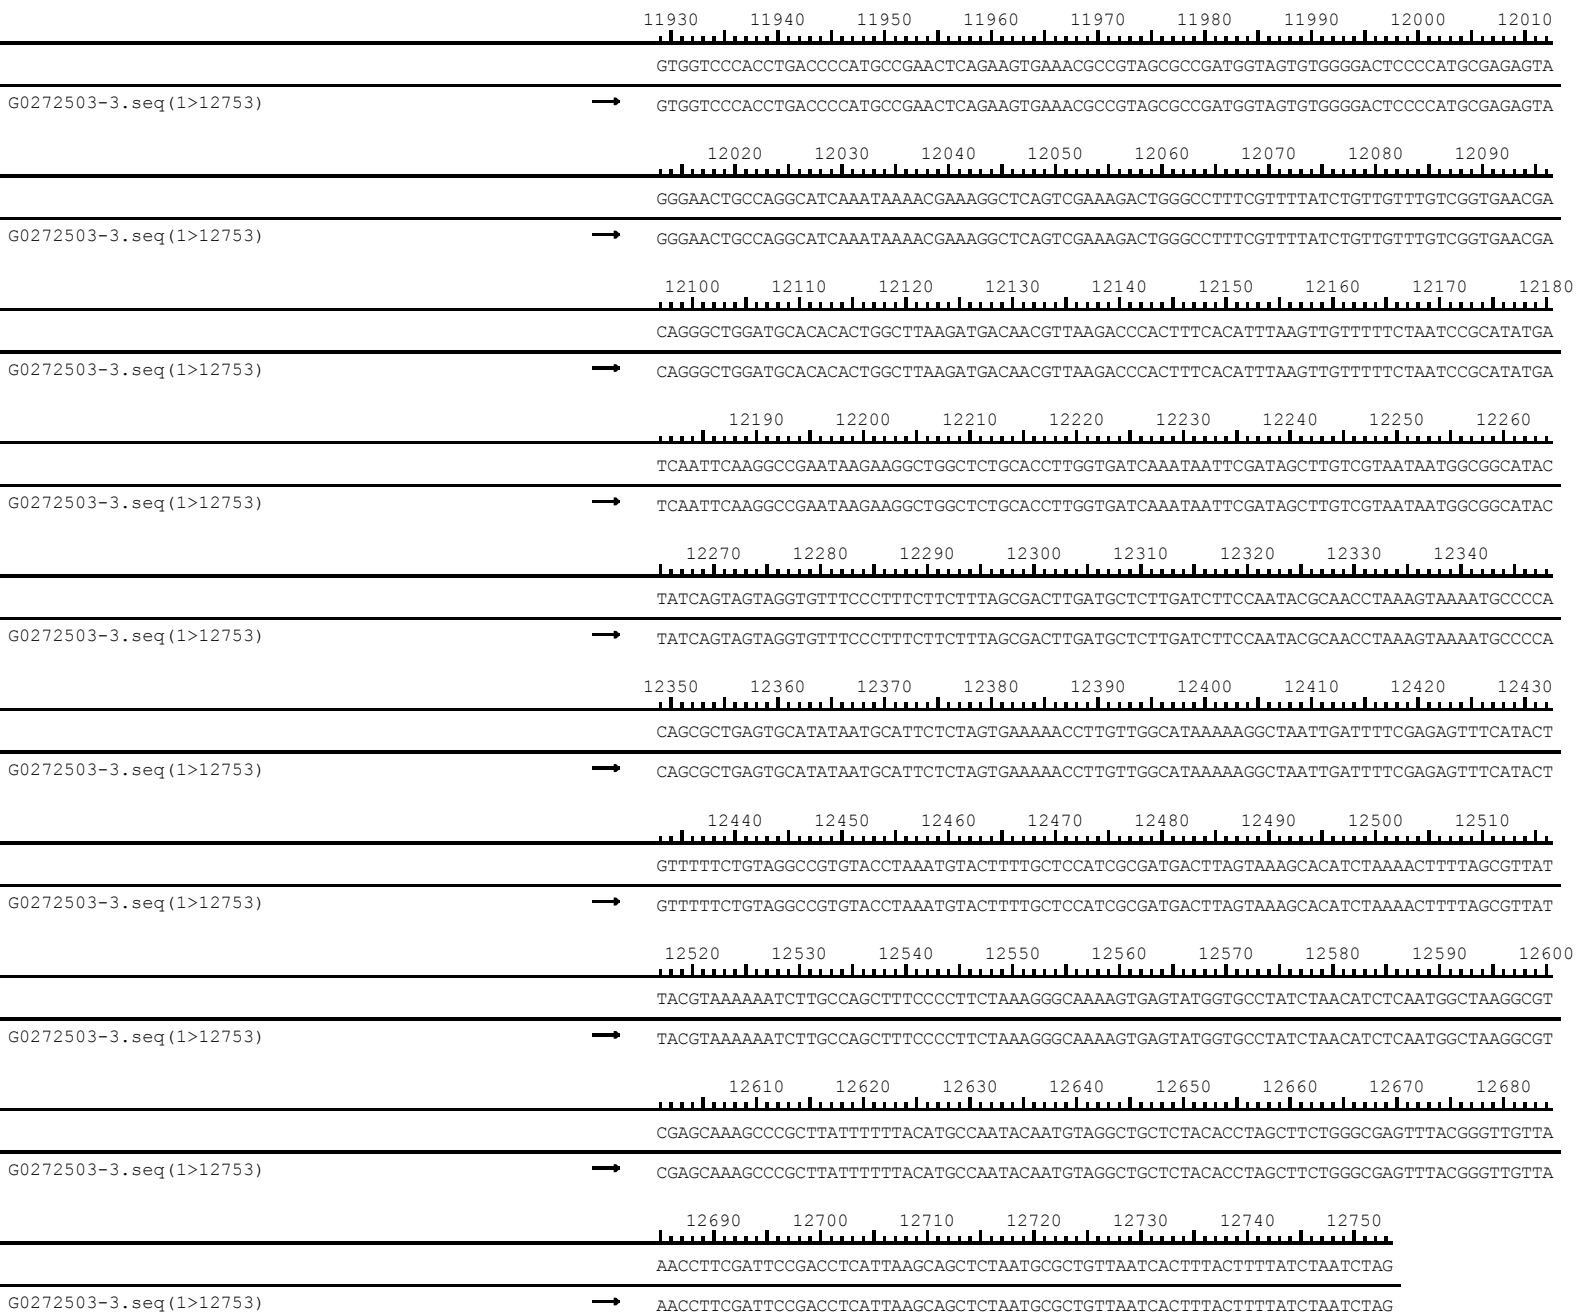 11930 11940 11950 11960 11970 11980 11990 12000 12010
GTGGTCCCACCTGACCCCATGCCGAACTCAGAAGTGAAACGCCGTAGCGCCGATGGTAGTGTGGGGACTCCCCATGCGAGAGTA
G0272503-3.seq(1>12753) → GTGGTCCCACCTGACCCCATGCCGAACTCAGAAGTGAAACGCCGTAGCGCCGATGGTAGTGTGGGGACTCCCCATGCGAGAGTA
12020 12030 12040 12050 12060 12070 12080 12090
GGGAACTGCCAGGCATCAAATAAAACGAAAGGCTCAGTCGAAAGACTGGGCCTTTCGTTTTATCTGTTGTTTGTCGGTGAACGA
G0272503-3.seq(1>12753) → GGGAACTGCCAGGCATCAAATAAAACGAAAGGCTCAGTCGAAAGACTGGGCCTTTCGTTTTATCTGTTGTTTGTCGGTGAACGA
12100 12110 12120 12130 12140 12150 12160 12170 12180
CAGGGCTGGATGCACACACTGGCTTAAGATGACAACGTTAAGACCCACTTTCACATTTAAGTTGTTTTTCTAATCCGCATATGA
G0272503-3.seq(1>12753) → CAGGGCTGGATGCACACACTGGCTTAAGATGACAACGTTAAGACCCACTTTCACATTTAAGTTGTTTTTCTAATCCGCATATGA
12190 12200 12210 12220 12230 12240 12250 12260
TCAATTCAAGGCCGAATAAGAAGGCTGGCTCTGCACCTTGGTGATCAAATAATTCGATAGCTTGTCGTAATAATGGCGGCATAC
G0272503-3.seq(1>12753) → TCAATTCAAGGCCGAATAAGAAGGCTGGCTCTGCACCTTGGTGATCAAATAATTCGATAGCTTGTCGTAATAATGGCGGCATAC
12270 12280 12290 12300 12310 12320 12330 12340
TATCAGTAGTAGGTGTTTCCCTTTCTTCTTTAGCGACTTGATGCTCTTGATCTTCCAATACGCAACCTAAAGTAAAATGCCCCA
G0272503-3.seq(1>12753) → TATCAGTAGTAGGTGTTTCCCTTTCTTCTTTAGCGACTTGATGCTCTTGATCTTCCAATACGCAACCTAAAGTAAAATGCCCCA
12350 12360 12370 12380 12390 12400 12410 12420 12430
CAGCGCTGAGTGCATATAATGCATTCTCTAGTGAAAAACCTTGTTGGCATAAAAAGGCTAATTGATTTTCGAGAGTTTCATACT
G0272503-3.seq(1>12753) → CAGCGCTGAGTGCATATAATGCATTCTCTAGTGAAAAACCTTGTTGGCATAAAAAGGCTAATTGATTTTCGAGAGTTTCATACT
12440 12450 12460 12470 12480 12490 12500 12510
GTTTTTCTGTAGGCCGTGTACCTAAATGTACTTTTGCTCCATCGCGATGACTTAGTAAAGCACATCTAAAACTTTTAGCGTTAT
G0272503-3.seq(1>12753) → GTTTTTCTGTAGGCCGTGTACCTAAATGTACTTTTGCTCCATCGCGATGACTTAGTAAAGCACATCTAAAACTTTTAGCGTTAT
12520 12530 12540 12550 12560 12570 12580 12590 12600
TACGTAAAAAATCTTGCCAGCTTTCCCCTTCTAAAGGGCAAAAGTGAGTATGGTGCCTATCTAACATCTCAATGGCTAAGGCGT
G0272503-3.seq(1>12753) → TACGTAAAAAATCTTGCCAGCTTTCCCCTTCTAAAGGGCAAAAGTGAGTATGGTGCCTATCTAACATCTCAATGGCTAAGGCGT
12610 12620 12630 12640 12650 12660 12670 12680
CGAGCAAAGCCCGCTTATTTTTTACATGCCAATACAATGTAGGCTGCTCTACACCTAGCTTCTGGGCGAGTTTACGGGTTGTTA
G0272503-3.seq(1>12753) → CGAGCAAAGCCCGCTTATTTTTTACATGCCAATACAATGTAGGCTGCTCTACACCTAGCTTCTGGGCGAGTTTACGGGTTGTTA
12690 12700 12710 12720 12730 12740 12750
AACCTTCGATTCCGACCTCATTAAGCAGCTCTAATGCGCTGTTAATCACTTTACTTTTATCTAATCTAG
G0272503-3.seq(1>12753) → AACCTTCGATTCCGACCTCATTAAGCAGCTCTAATGCGCTGTTAATCACTTTACTTTTATCTAATCTAG